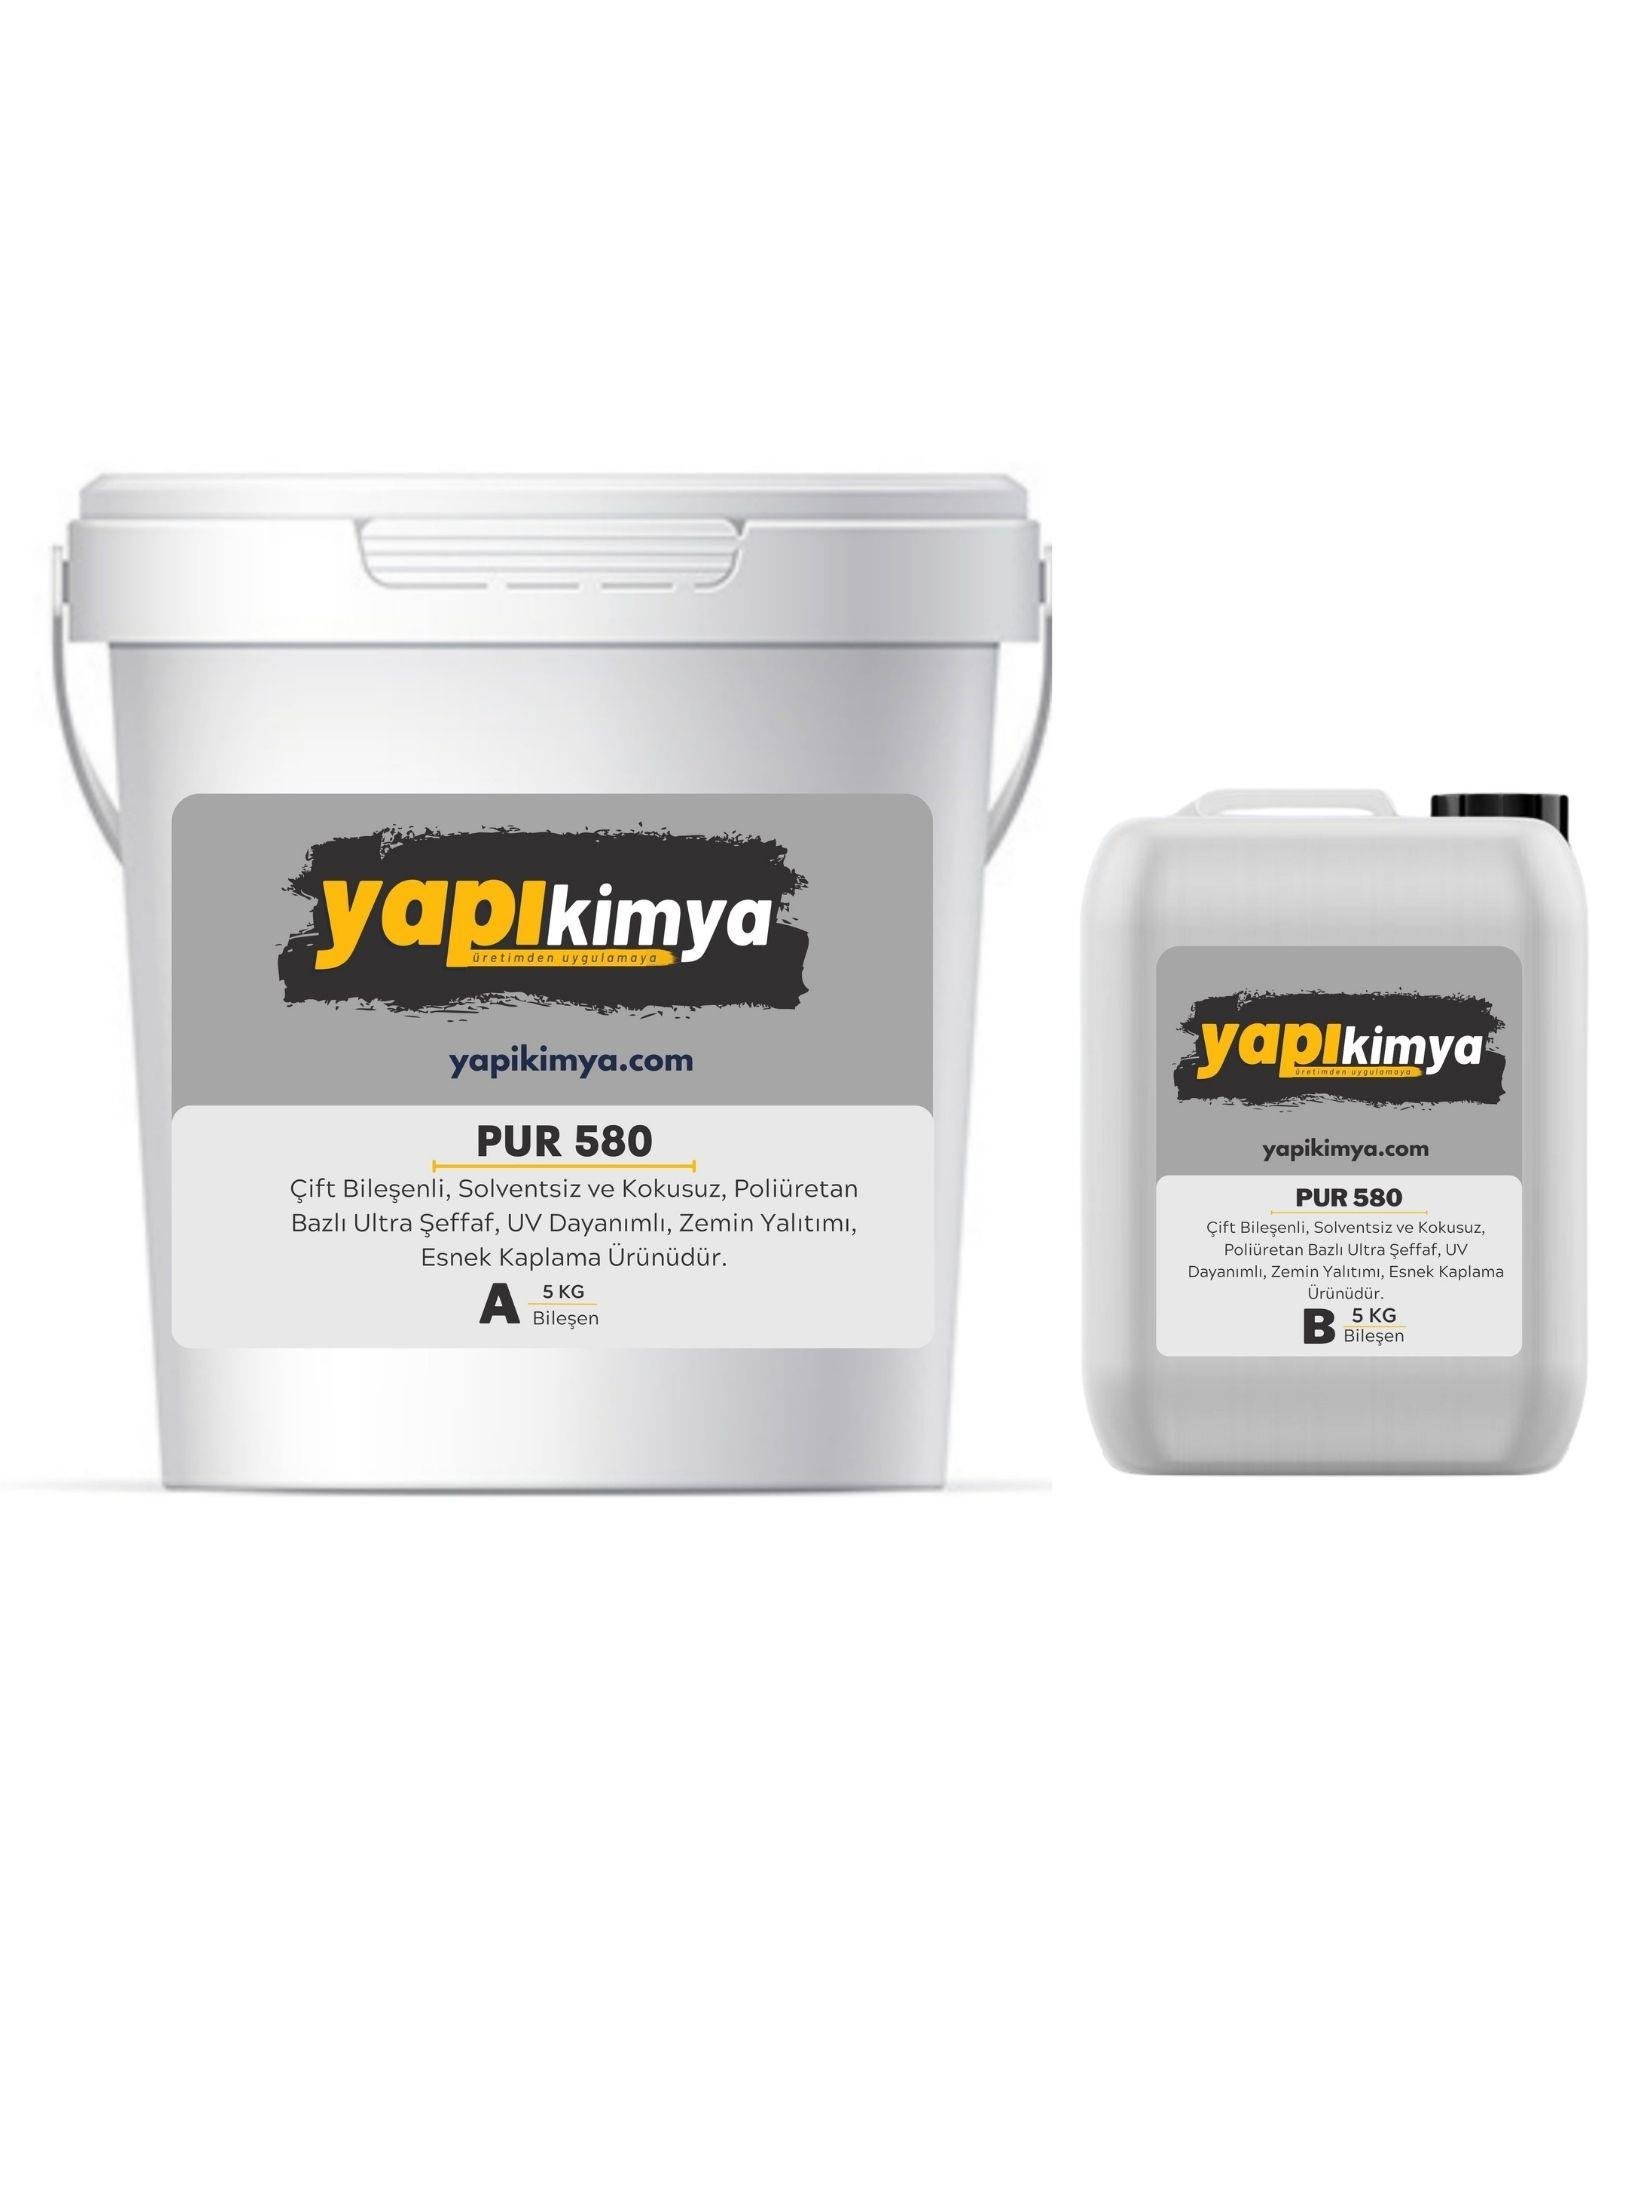 yapıkimya
üretimden uygulamaya
yapikimya.com
PUR 580
Çift Bileşenli, Solventsiz ve Kokusuz, Poliüretan
Bazlı Ultra Şeffaf, UV Dayanımlı, Zemin Yalıtımı,
Esnek Kaplama Ürünüdür.
A 5 KG
Bileşen
yapıkimya
üretimden uygulamaya
yapikimya.com
PUR 580
Çift Bileşenli, Solventsiz ve Kokusuz,
Poliüretan Bazlı Ultra Şeffaf, UV
Dayanımlı, Zemin Yalıtımı, Esnek Kaplama
Ürünüdür.
B 5 KG
Bileşen